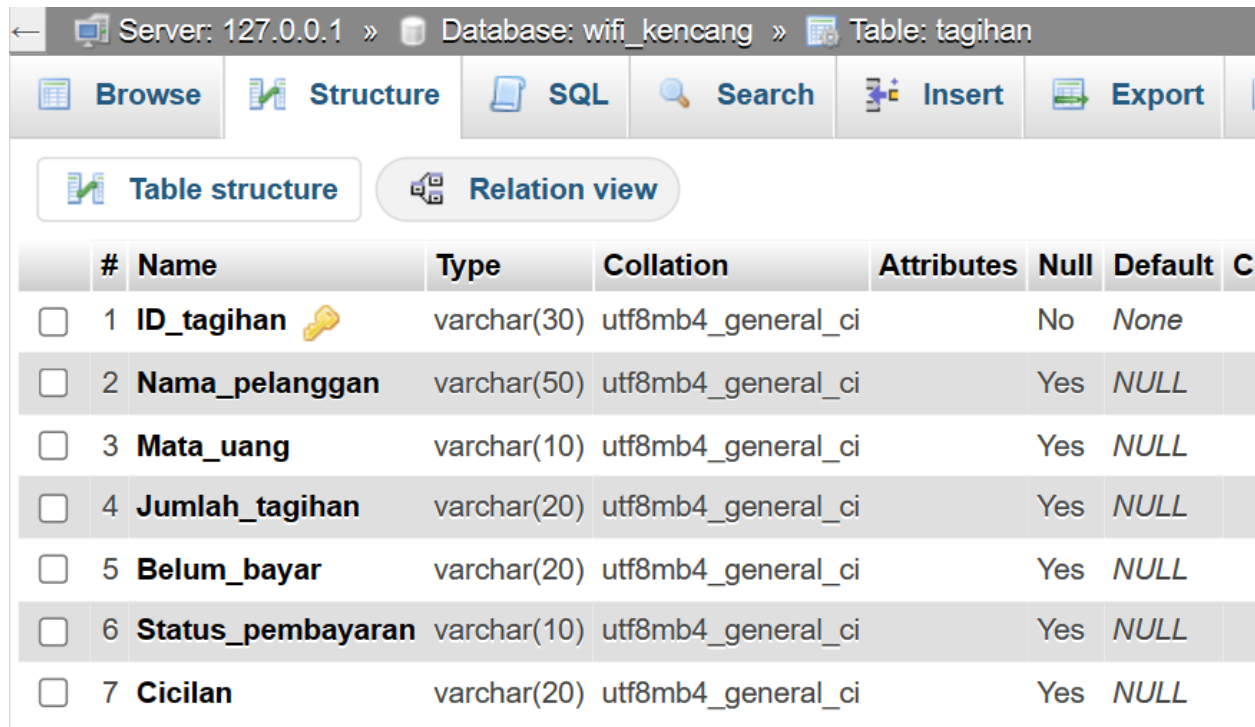 ← Server: 127.0.0.1 » Database: wifi_kencang » Table: tagihan
Browse Structure SQL Search Insert Export
Table structure Relation view
# Name Type Collation Attributes Null Default
1 ID_tagihan varchar(30) utf8mb4_general_ci No None
2 Nama_pelanggan varchar(50) utf8mb4_general_ci Yes NULL
3 Mata_uang varchar(10) utf8mb4_general_ci Yes NULL
4 Jumlah_tagihan varchar(20) utf8mb4_general_ci Yes NULL
5 Belum_bayar varchar(20) utf8mb4_general_ci Yes NULL
6 Status_pembayaran varchar(10) utf8mb4_general_ci Yes NULL
7 Cicilan varchar(20) utf8mb4_general_ci Yes NULL